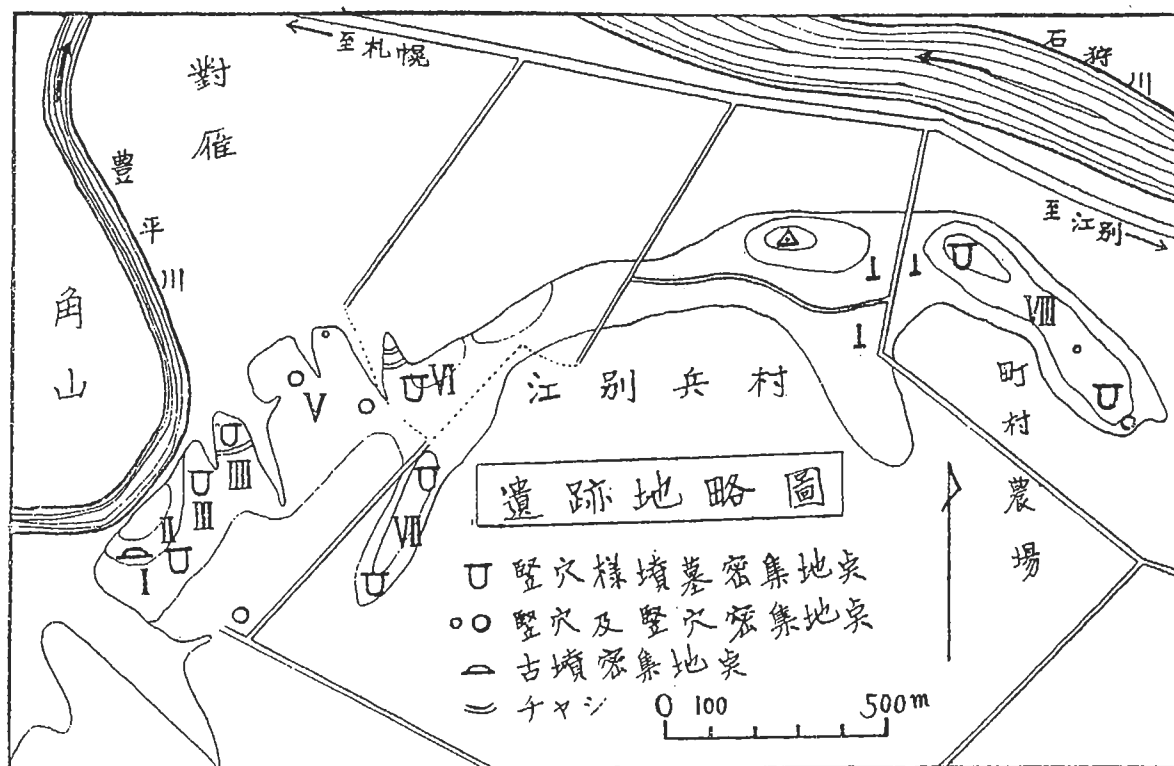 至札幌
石狩川
對雁
豊平川
角山
至江別
江別兵村
町村農場
I
II
III
III
V
VI
VII
VIII
遺跡地略圖
竪穴様墳墓密集地点
竪穴及竪穴密集地点
古墳密集地点
チャシ
0 100 500m